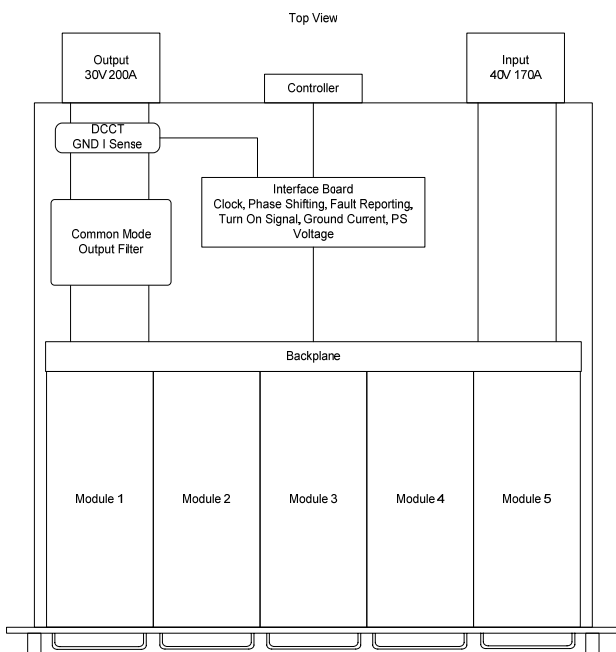 Top View
Output
30V 200A
Input
40V 170A
Controller
DCCT
GND I Sense
Interface Board
Clock, Phase Shifting, Fault Reporting,
Turn On Signal, Ground Current, PS
Voltage
Common Mode
Output Filter
Backplane
Module 1
Module 2
Module 3
Module 4
Module 5